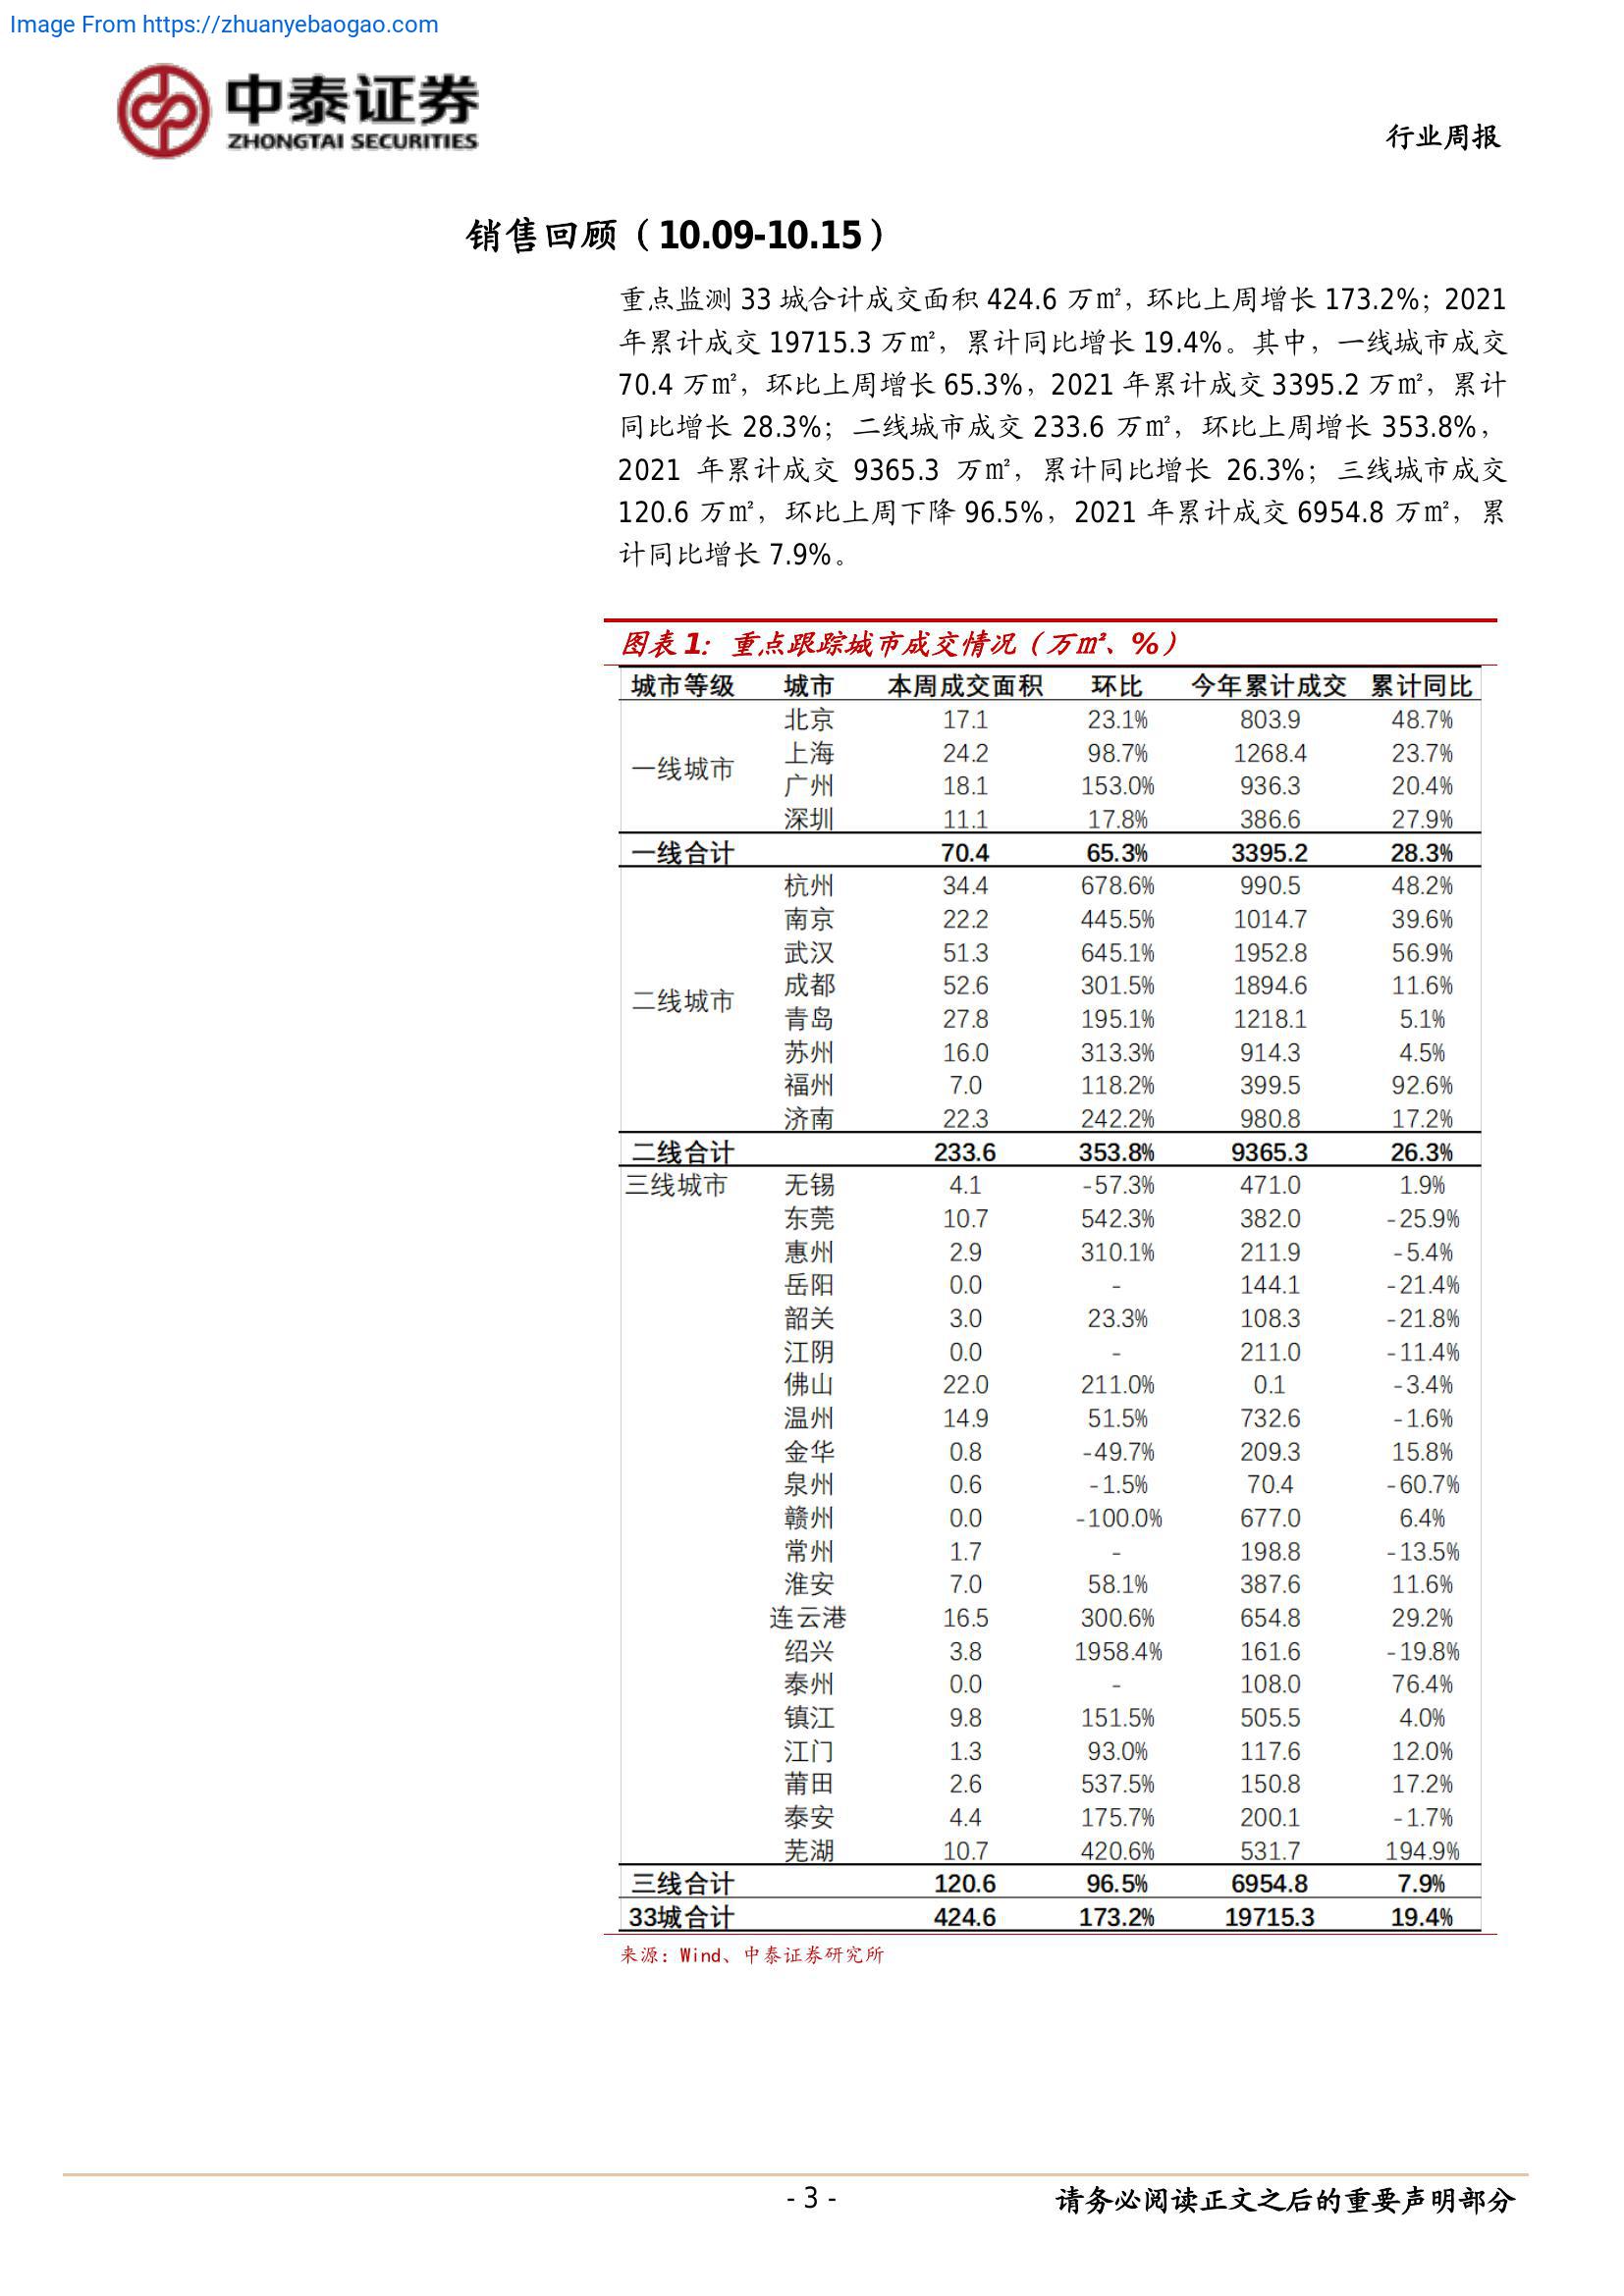 Image From https://zhuanyebaogao.com
中泰证券
ZHONGTAI SECURITIES
行业周报
销售回顾（10.09-10.15）
重点监测 33 城合计成交面积 424.6 万㎡，环比上周增长 173.2%；2021
年累计成交 19715.3 万㎡，累计同比增长 19.4%。其中，一线城市成交
70.4 万㎡，环比上周增长 65.3%，2021 年累计成交 3395.2 万㎡，累计
同比增长 28.3%；二线城市成交 233.6 万㎡，环比上周增长 353.8%，
2021 年累计成交 9365.3 万㎡，累计同比增长 26.3%；三线城市成交
120.6 万㎡，环比上周下降 96.5%，2021 年累计成交 6954.8 万㎡，累
计同比增长 7.9%。
图表 1：重点跟踪城市成交情况（万㎡、%）
城市等级 城市 本周成交面积 环比 今年累计成交 累计同比
北京 17.1 23.1% 803.9 48.7%
上海 24.2 98.7% 1268.4 23.7%
一线城市
广州 18.1 153.0% 936.3 20.4%
深圳 11.1 17.8% 386.6 27.9%
一线合计 70.4 65.3% 3395.2 28.3%
杭州 34.4 678.6% 990.5 48.2%
南京 22.2 445.5% 1014.7 39.6%
武汉 51.3 645.1% 1952.8 56.9%
成都 52.6 301.5% 1894.6 11.6%
二线城市
青岛 27.8 195.1% 1218.1 5.1%
苏州 16.0 313.3% 914.3 4.5%
福州 7.0 118.2% 399.5 92.6%
济南 22.3 242.2% 980.8 17.2%
二线合计 233.6 353.8% 9365.3 26.3%
三线城市 无锡 4.1 -57.3% 471.0 1.9%
东莞 10.7 542.3% 382.0 -25.9%
惠州 2.9 310.1% 211.9 -5.4%
岳阳 0.0 - 144.1 -21.4%
韶关 3.0 23.3% 108.3 -21.8%
江阴 0.0 - 211.0 -11.4%
佛山 22.0 211.0% 0.1 -3.4%
温州 14.9 51.5% 732.6 -1.6%
金华 0.8 -49.7% 209.3 15.8%
泉州 0.6 -1.5% 70.4 -60.7%
赣州 0.0 -100.0% 677.0 6.4%
常州 1.7 - 198.8 -13.5%
淮安 7.0 58.1% 387.6 11.6%
连云港 16.5 300.6% 654.8 29.2%
绍兴 3.8 1958.4% 161.6 -19.8%
泰州 0.0 - 108.0 76.4%
镇江 9.8 151.5% 505.5 4.0%
江门 1.3 93.0% 117.6 12.0%
莆田 2.6 537.5% 150.8 17.2%
泰安 4.4 175.7% 200.1 -1.7%
芜湖 10.7 420.6% 531.7 194.9%
三线合计 120.6 96.5% 6954.8 7.9%
33城合计 424.6 173.2% 19715.3 19.4%
来源：Wind、中泰证券研究所
- 3 -
请务必阅读正文之后的重要声明部分